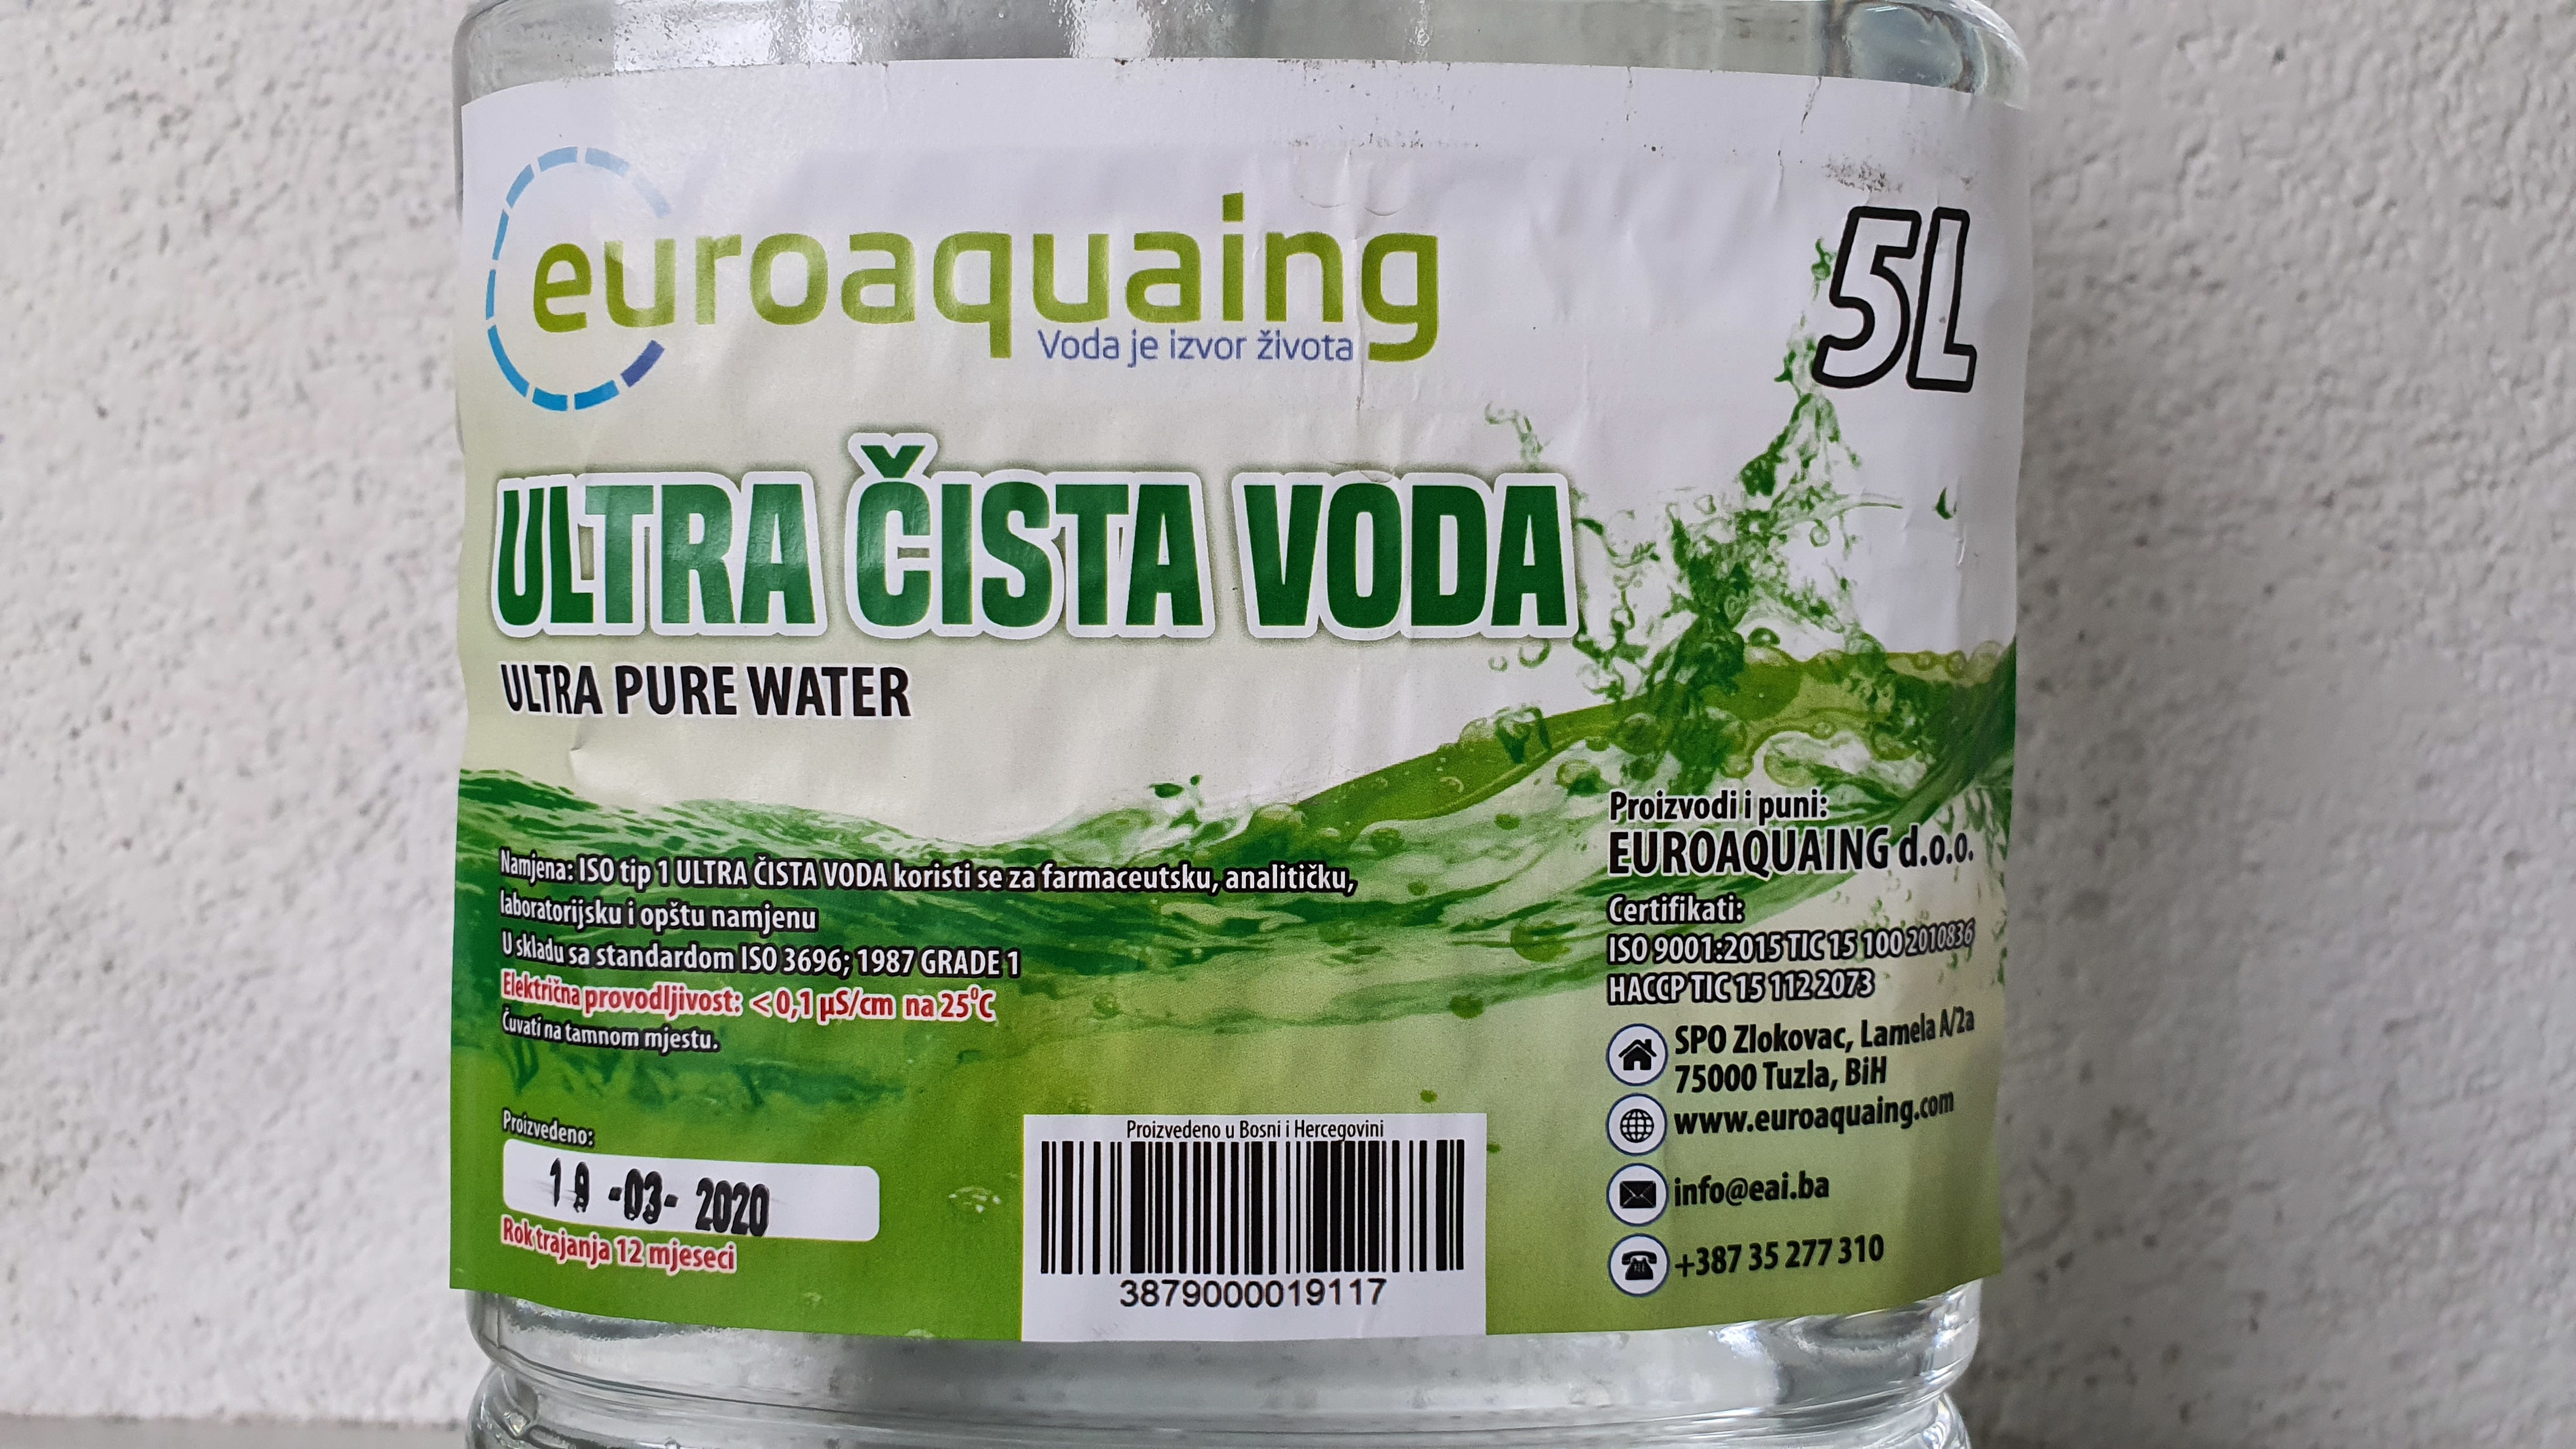 euroaquaing
Voda je izvor života
5L
ULTRA ČISTA VODA
ULTRA PURE WATER
Namjena: ISO tip 1 ULTRA ČISTA VODA koristi se za farmaceutsku, analitičku,
laboratorijsku i opštu namjenu
U skladu sa standardom ISO 3696; 1987 GRADE 1
Električna provodljivost: <0,1 µS/cm na 25°C
Čuvati na tamnom mjestu.
Proizvedeno:
19 -03- 2020
Rok trajanja 12 mjeseci
Proizvedeno u Bosni i Hercegovini
3879000019117
Proizvodi i puni:
EUROAQUAING d.o.o.
Certifikati:
ISO 9001:2015 TIC 15 100 2010836
HACCP TIC 15 112 2073
SPO Zlokovac, Lamela A/2a
75000 Tuzla, BiH
www.euroaquaing.com
info@eai.ba
+387 35 277 310